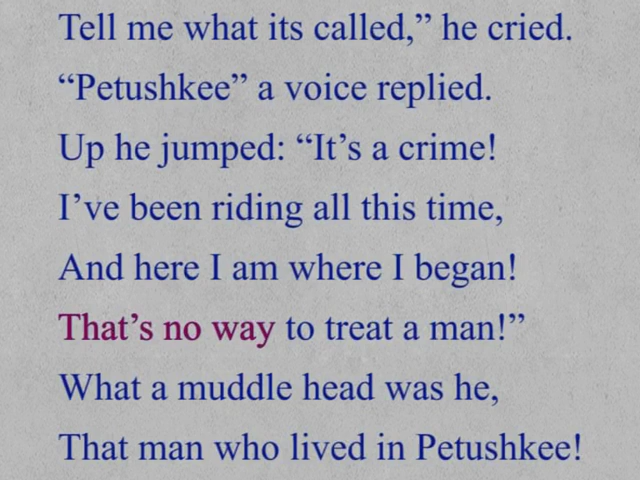 Tell me what its called,” he cried.
“Petushkee” a voice replied.
Up he jumped: “It’s a crime!
I’ve been riding all this time,
And here I am where I began!
That’s no way to treat a man!”
What a muddle head was he,
That man who lived in Petushkee!